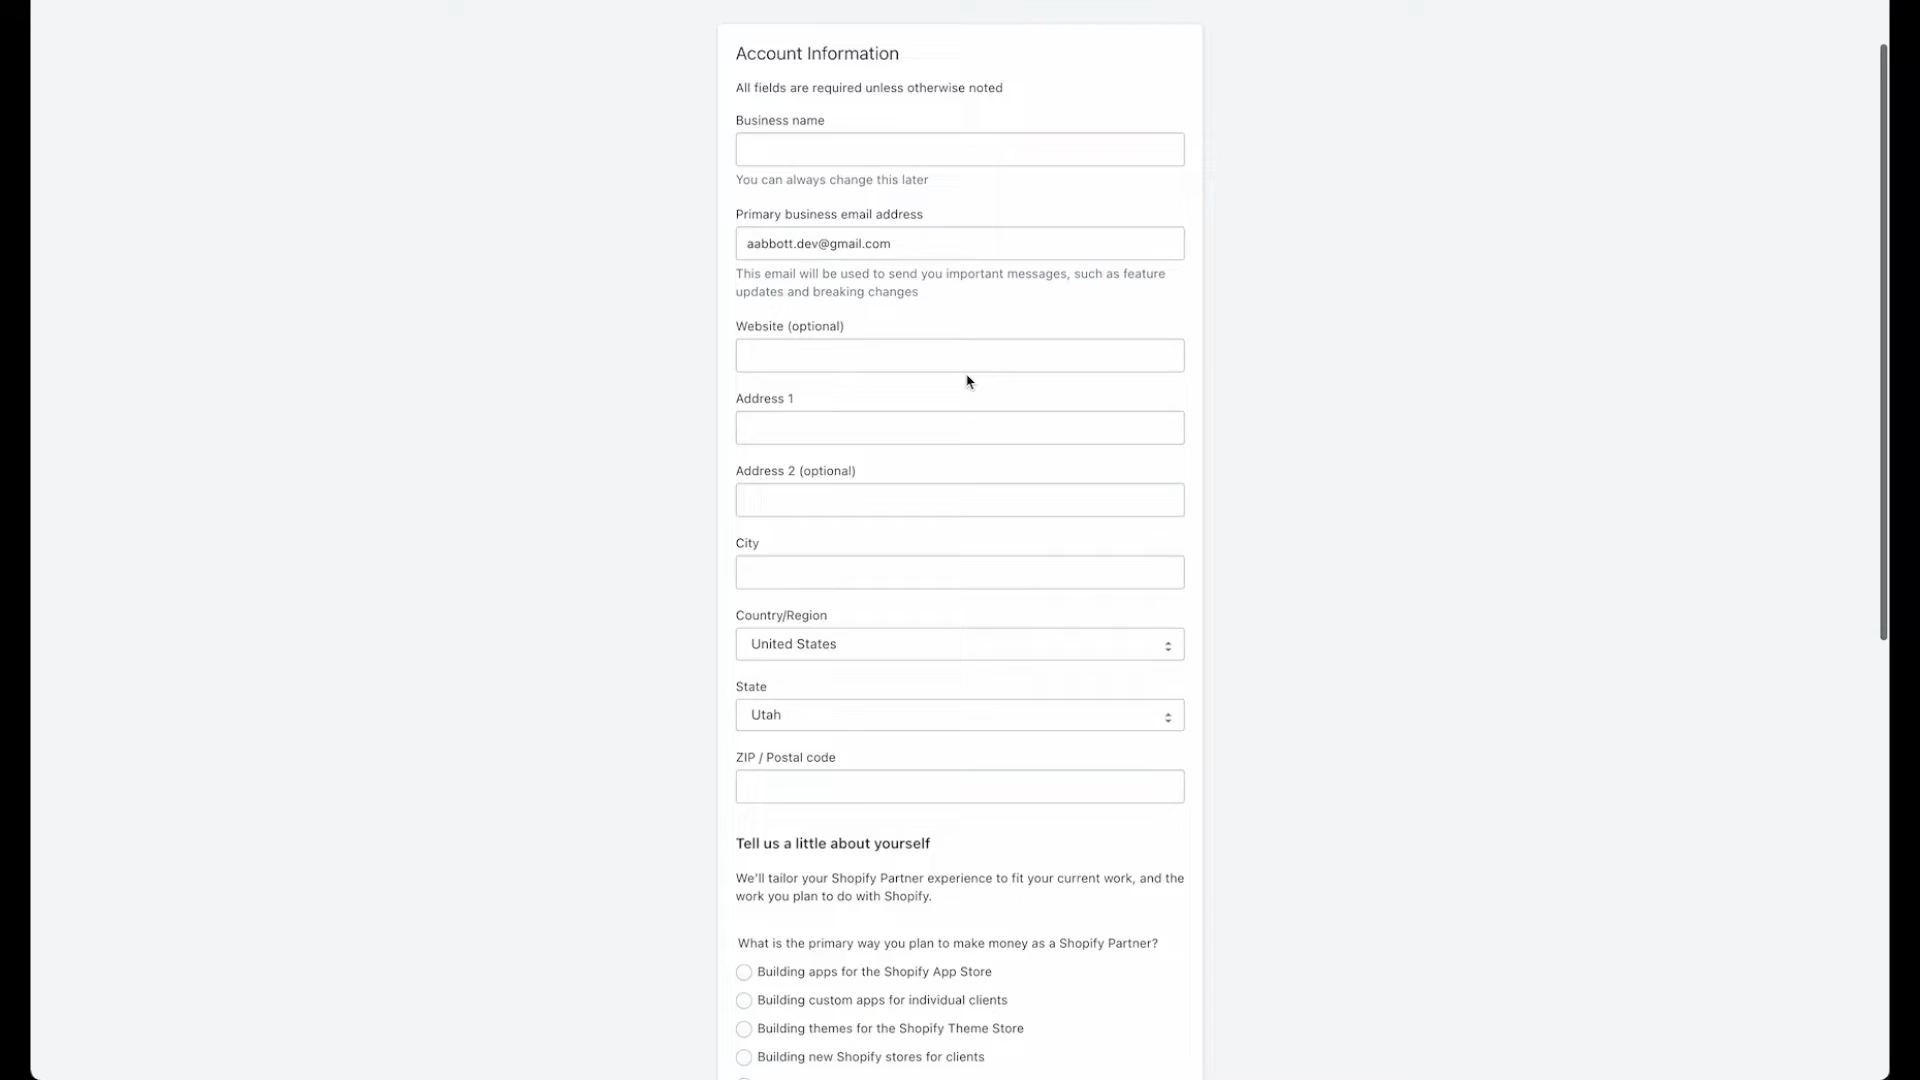 Account Information
All fields are required unless otherwise noted
Business name
You can always change this later
Primary business email address
aabbott.dev@gmail.com
This email will be used to send you important messages, such as feature
updates and breaking changes
Website (optional)
Address 1
Address 2 (optional)
City
Country/Region
United States
State
Utah
ZIP / Postal code
Tell us a little about yourself
We'll tailor your Shopify Partner experience to fit your current work, and the
work you plan to do with Shopify.
What is the primary way you plan to make money as a Shopify Partner?
Building apps for the Shopify App Store
Building custom apps for individual clients
Building themes for the Shopify Theme Store
Building new Shopify stores for clients